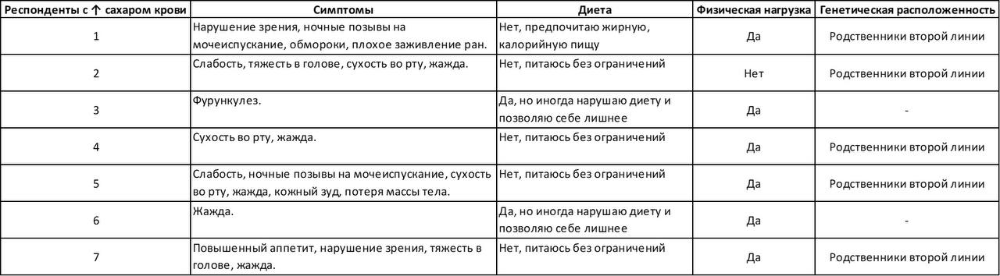 Респонденты с ↑ сахаром крови Симптомы Диета Физическая нагрузка Генетическая расположенность
1 Нарушение зрения, ночные позывы на мочеиспускание, обмороки, плохое заживление ран. Нет, предпочитаю жирную, калорийную пищу Да Родственники второй линии
2 Слабость, тяжесть в голове, сухость во рту, жажда. Нет, питаюсь без ограничений Нет Родственники второй линии
3 Фурункулез. Да, но иногда нарушаю диету и позволяю себе лишнее Да -
4 Сухость во рту, жажда. Нет, питаюсь без ограничений Да Родственники второй линии
5 Слабость, ночные позывы на мочеиспускание, сухость во рту, жажда, кожный зуд, потеря массы тела. Нет, питаюсь без ограничений Да Родственники второй линии
6 Жажда. Да, но иногда нарушаю диету и позволяю себе лишнее Да -
7 Повышенный аппетит, нарушение зрения, тяжесть в голове, жажда. Нет, питаюсь без ограничений Да Родственники второй линии